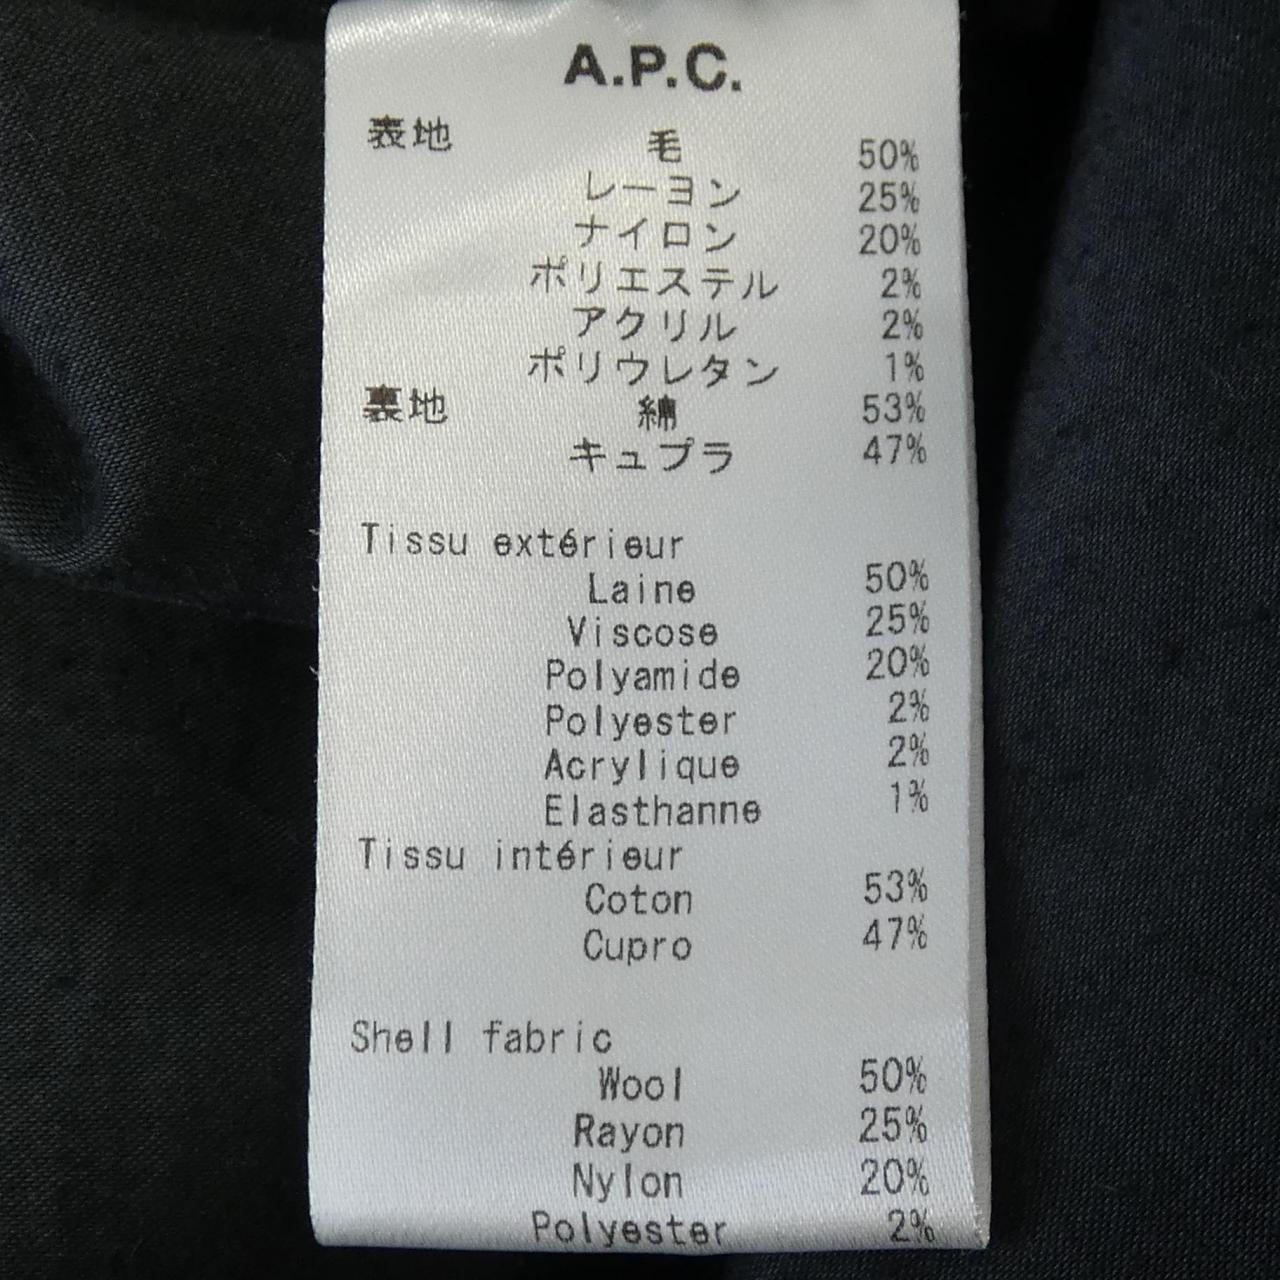 A.P.C.
表地 毛 50%
レーヨン 25%
ナイロン 20%
ポリエステル 2%
アクリル 2%
ポリウレタン 1%
裏地 綿 53%
キュプラ 47%
Tissu extérieur
Laine 50%
Viscose 25%
Polyamide 20%
Polyester 2%
Acrylique 2%
Elasthanne 1%
Tissu intérieur
Coton 53%
Cupro 47%
Shell fabric
Wool 50%
Rayon 25%
Nylon 20%
Polyester 2%